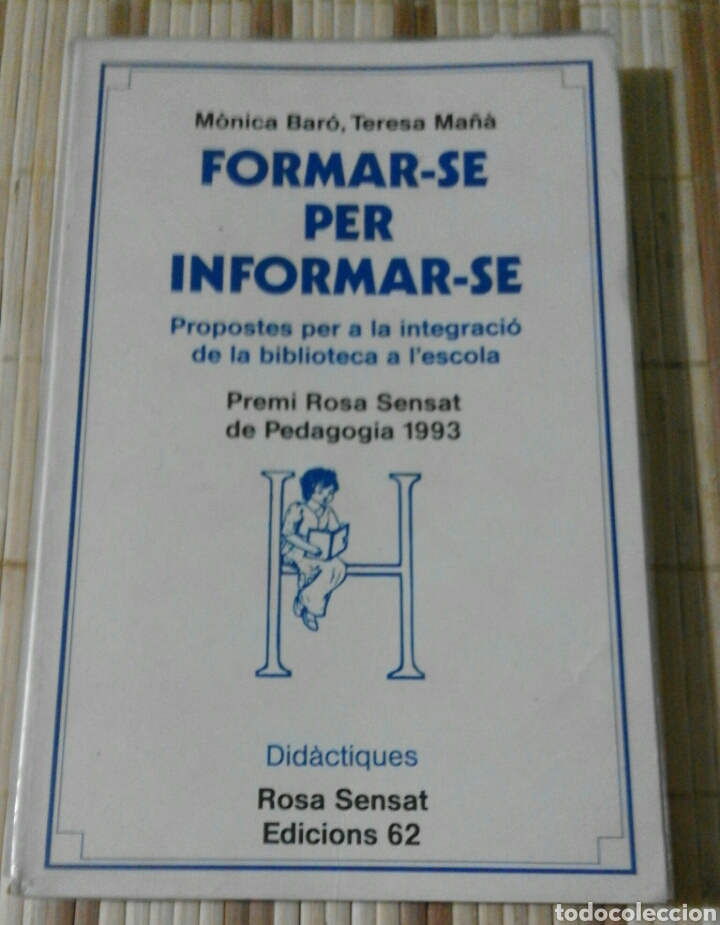 Mònica Baró, Teresa Mañà
FORMAR-SE
PER
INFORMAR-SE
Propostes per a la integració
de la biblioteca a l'escola
Premi Rosa Sensat
de Pedagogia 1993
H
Didàctiques
Rosa Sensat
Edicions 62
todocoleccion